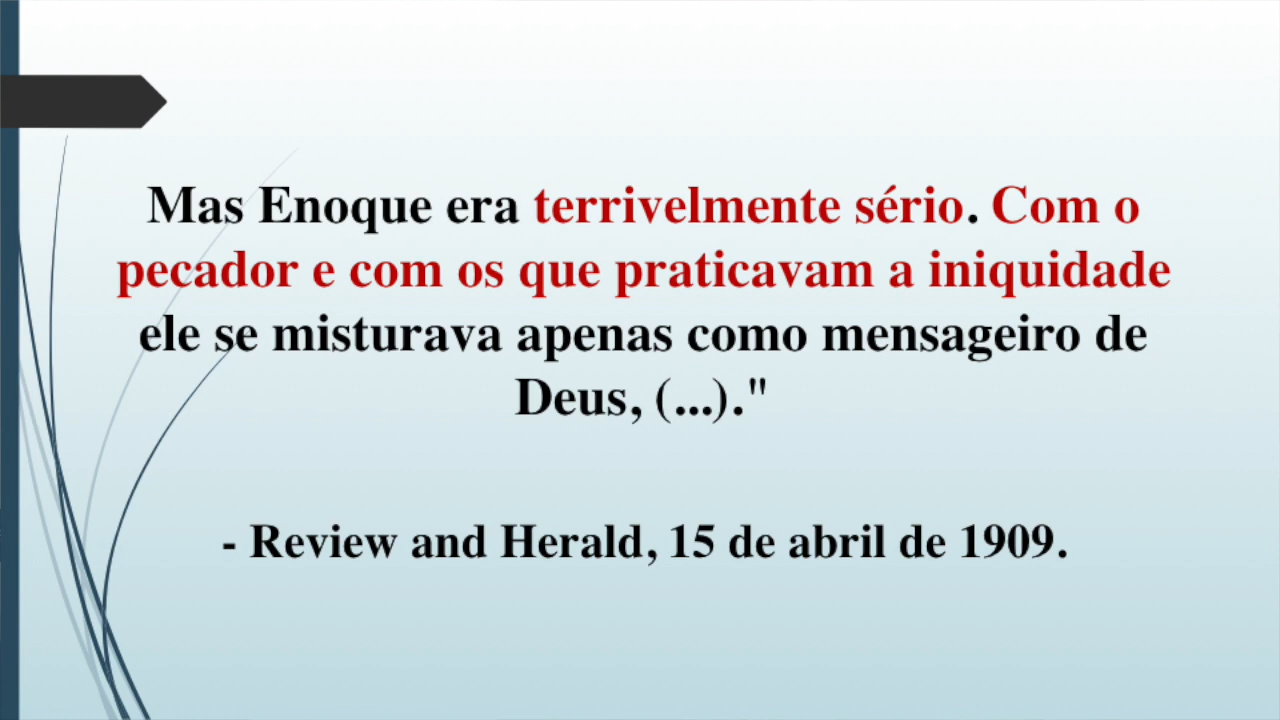 Mas Enoque era terrivelmente sério. Com o
pecador e com os que praticavam a iniquidade
ele se misturava apenas como mensageiro de
Deus, (...)."
- Review and Herald, 15 de abril de 1909.